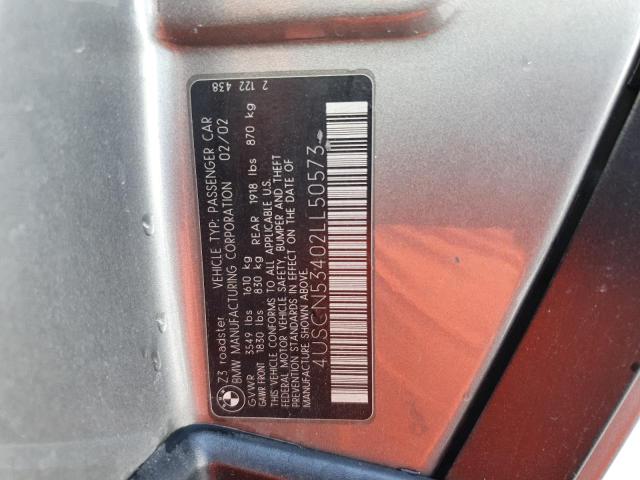 Z3 roadster VEHICLE TYP: PASSENGER CAR
BMW MANUFACTURING CORPORATION 02/02
GVWR 3549 lbs 1610 kg
GAWR FRONT 1830 lbs 830 kg REAR 1918 lbs 870 kg
THIS VEHICLE CONFORMS TO ALL APPLICABLE U.S.
FEDERAL MOTOR VEHICLE SAFETY, BUMPER AND THEFT
PREVENTION STANDARDS IN EFFECT ON THE DATE OF
MANUFACTURE SHOWN ABOVE.
4USGN53402LL50573
2 122 438